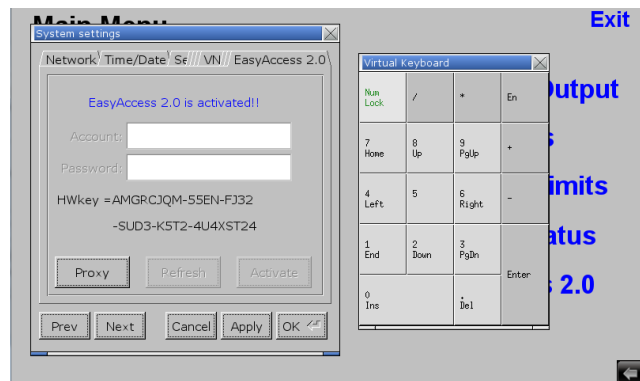 Main Menu
Exit
System settings
Network Time/Date Se VN EasyAccess 2.0
EasyAccess 2.0 is activated!!
Account:
Password:
HWkey =AMGRCJQM-55EN-FJ32
-SUD3-K5T2-4U4XST24
Proxy Refresh Activate
Prev Next Cancel Apply OK
Virtual Keyboard
Num Lock / * En
7 Home 8 Up 9 PgUp +
4 Left 5 6 Right -
1 End 2 Down 3 PgDn Enter
0 Ins . Del
utput
s
imits
atus
s 2.0